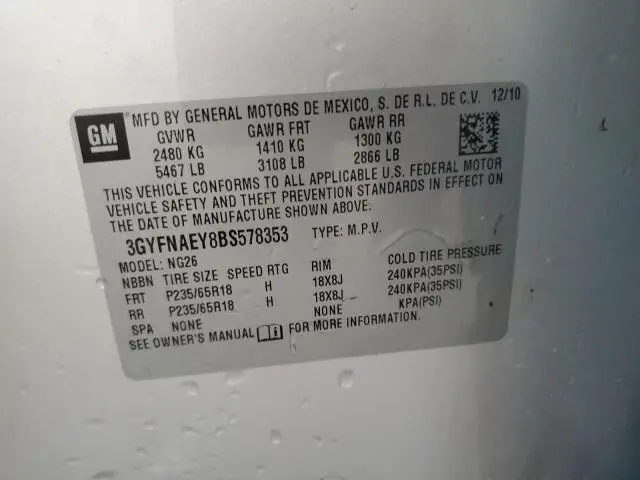 GM
MFD BY GENERAL MOTORS DE MEXICO, S. DE R.L. DE C.V. 12/10
GVWR GAWR FRT GAWR RR
2480 KG 1410 KG 1300 KG
5467 LB 3108 LB 2866 LB
THIS VEHICLE CONFORMS TO ALL APPLICABLE U.S. FEDERAL MOTOR
VEHICLE SAFETY AND THEFT PREVENTION STANDARDS IN EFFECT ON
THE DATE OF MANUFACTURE SHOWN ABOVE.
3GYFNAEY8BS578353 TYPE: M.P.V.
MODEL: NG26
NBBN TIRE SIZE SPEED RTG RIM COLD TIRE PRESSURE
FRT P235/65R18 H 18X8J 240KPA(35PSI)
RR P235/65R18 H 18X8J 240KPA(35PSI)
SPA NONE NONE KPA(PSI)
SEE OWNER'S MANUAL FOR MORE INFORMATION.